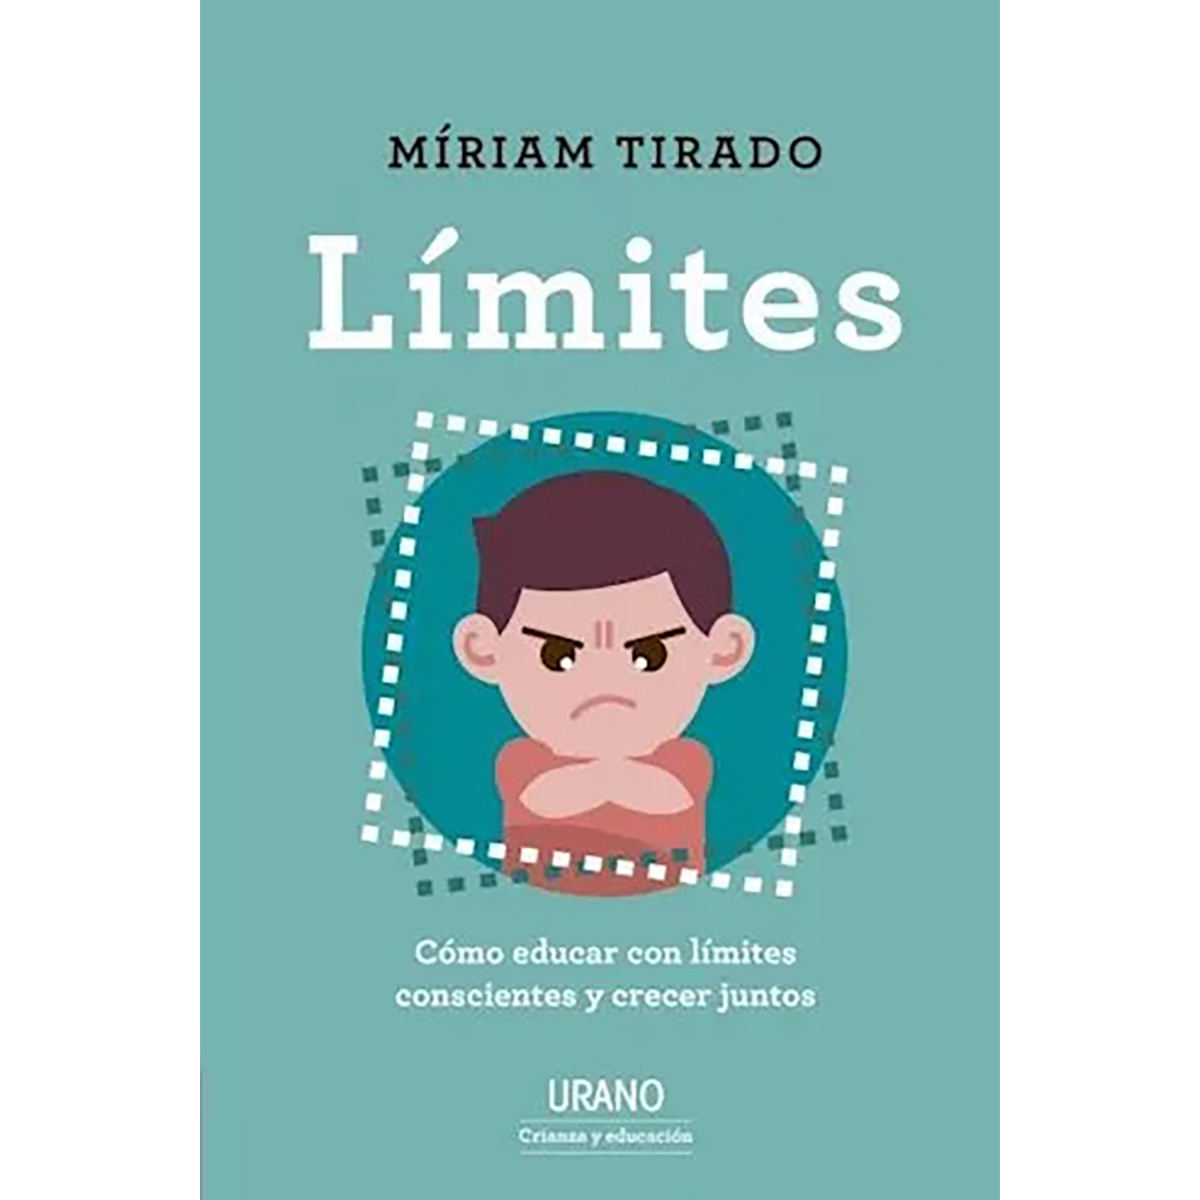 MÍRIAM TIRADO
Límites
Cómo educar con límites
conscientes y crecer juntos
URANO
Crianza y educación